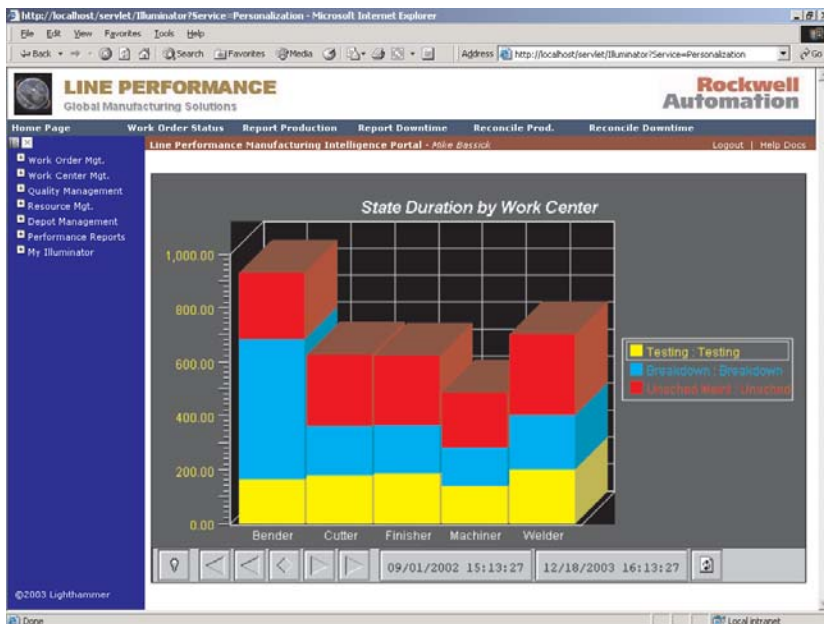 http://localhost/servlet/Illuminator?Service=Personalization - Microsoft Internet Explorer
File Edit View Favorites Tools Help
Back Search Favorites Media Address http://localhost/servlet/Illuminator?Service=Personalization Go
LINE PERFORMANCE
Global Manufacturing Solutions
Rockwell
Automation
Home Page Work Order Status Report Production Report Downtime Reconcile Prod. Reconcile Downtime
Line Performance Manufacturing Intelligence Portal - Mike Bassick Logout | Help Docs
Work Order Mgt.
Work Center Mgt.
Quality Management
Resource Mgt.
Depot Management
Performance Reports
My Illuminator
State Duration by Work Center
1,000.00
800.00
600.00
400.00
200.00
0.00
Bender Cutter Finisher Machiner Welder
Testing : Testing
Breakdown : Breakdown
Unsched Maint : Unsched
09/01/2002 15:13:27 12/18/2003 16:13:27
©2003 Lighthammer
Done Local intranet